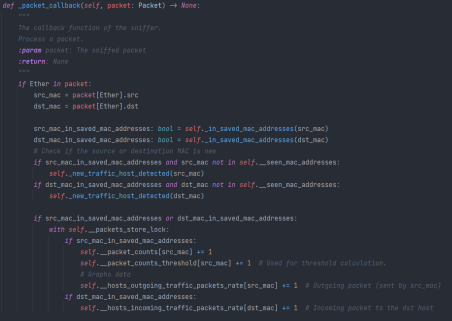 def _packet_callback(self, packet: Packet) -> None:
"""
The callback function of the sniffer.
Process a packet.
:param packet: The sniffed packet
:return: None
"""
if Ether in packet:
src_mac = packet[Ether].src
dst_mac = packet[Ether].dst
src_mac_in_saved_mac_addresses: bool = self._in_saved_mac_addresses(src_mac)
dst_mac_in_saved_mac_addresses: bool = self._in_saved_mac_addresses(dst_mac)
# Check if the source or destination MAC is new
if src_mac_in_saved_mac_addresses and src_mac not in self.__seen_mac_addresses:
self._new_traffic_host_detected(src_mac)
if dst_mac_in_saved_mac_addresses and dst_mac not in self.__seen_mac_addresses:
self._new_traffic_host_detected(dst_mac)
if src_mac_in_saved_mac_addresses or dst_mac_in_saved_mac_addresses:
with self.__packets_store_lock:
if src_mac_in_saved_mac_addresses:
self.__packet_counts[src_mac] += 1
self.__packet_counts_threshold[src_mac] += 1 # Used for threshold calculation.
# Graphs data
self.__hosts_outgoing_traffic_packets_rate[src_mac] += 1 # Outgoing packet (sent by src_mac)
if dst_mac_in_saved_mac_addresses:
self.__hosts_incoming_traffic_packets_rate[dst_mac] += 1 # Incoming packet to the dst host